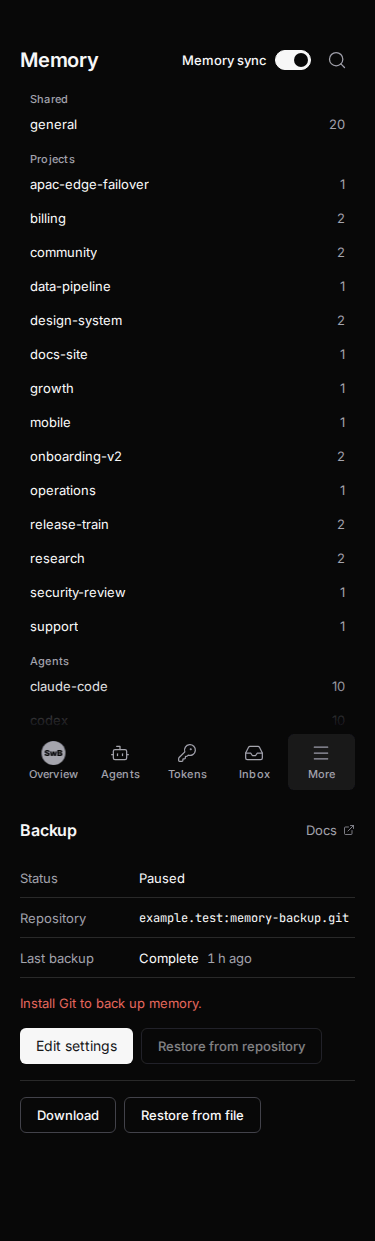 Memory Memory sync
Shared
general 20
Projects
apac-edge-failover 1
billing 2
community 2
data-pipeline 1
design-system 2
docs-site 1
growth 1
mobile 1
onboarding-v2 2
operations 1
release-train 2
research 2
security-review 1
support 1
Agents
claude-code 10
codex 10
SwB
Overview Agents Tokens Inbox More
Backup Docs
Status Paused
Repository example.test:memory-backup.git
Last backup Complete 1 h ago
Install Git to back up memory.
Edit settings Restore from repository
Download Restore from file